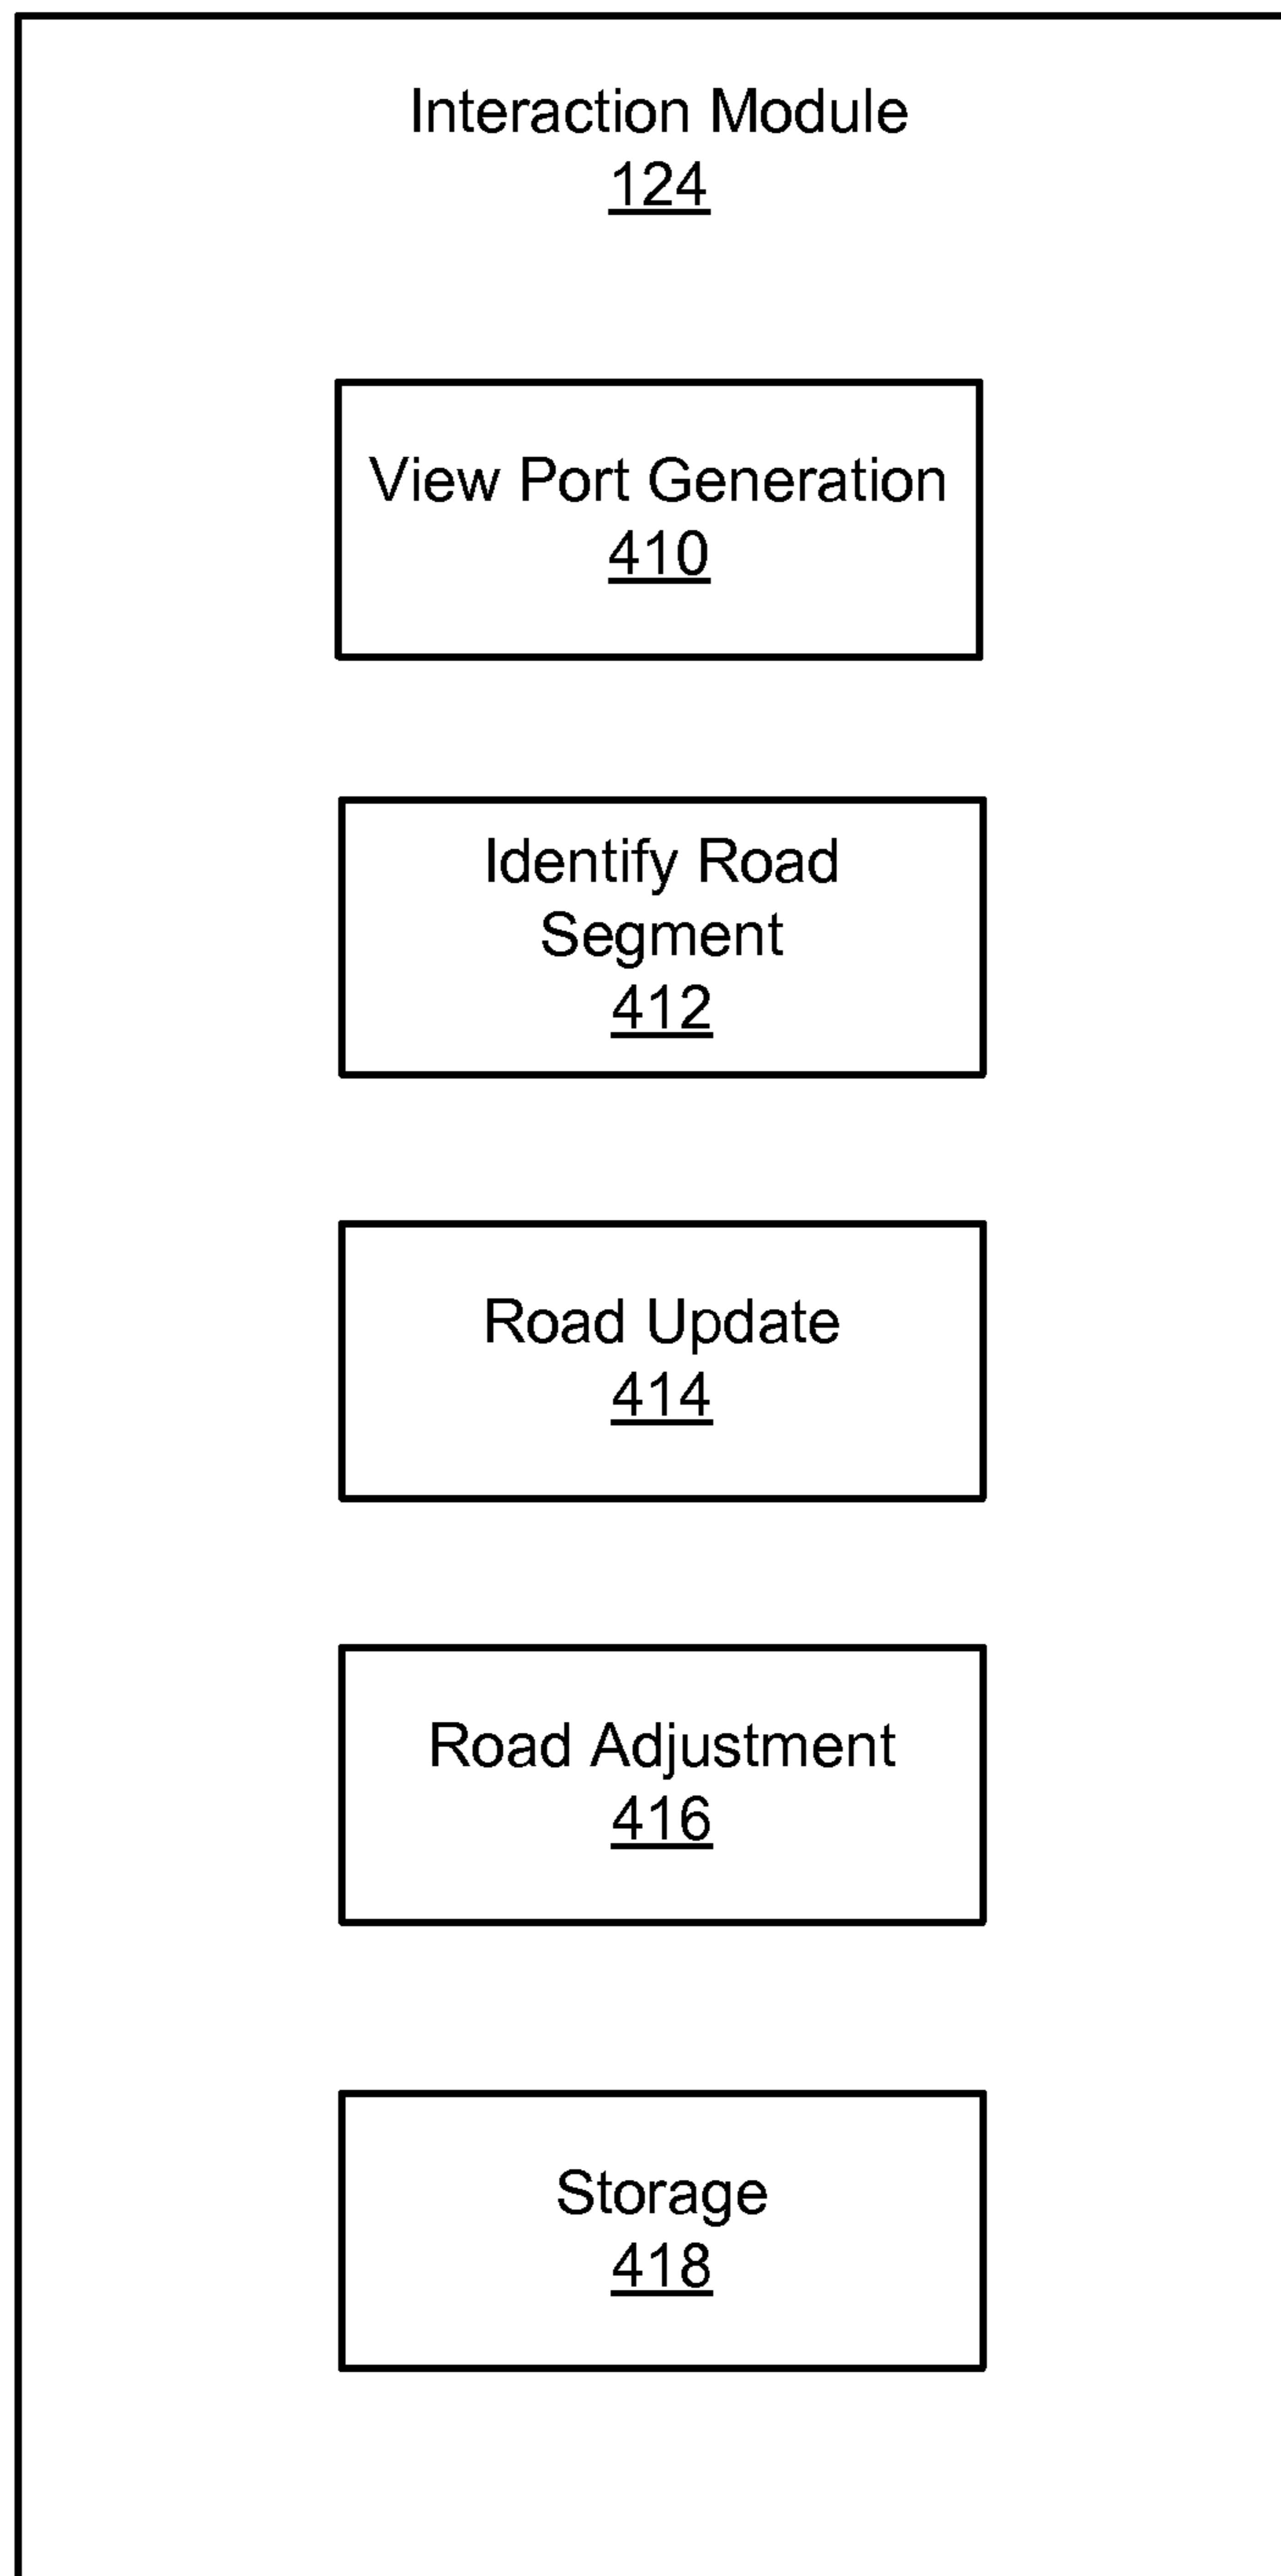 Interaction Module
124
View Port Generation
410
Identify Road
Segment
412
Road Update
414
Road Adjustment
416
Storage
418